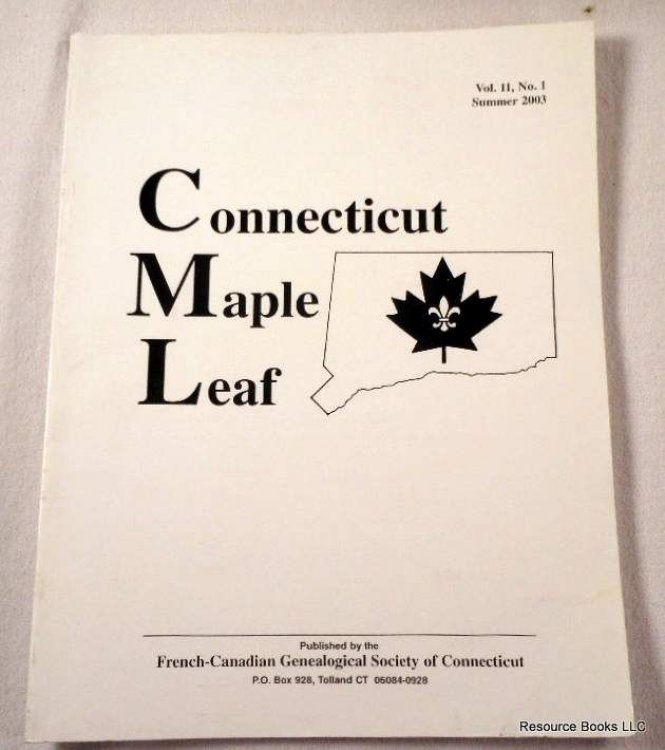 Vol. 11, No. 1
Summer 2003
Connecticut
Maple
Leaf
Published by the
French-Canadian Genealogical Society of Connecticut
P.O. Box 928, Tolland CT 06084-0928
Resource Books LLC